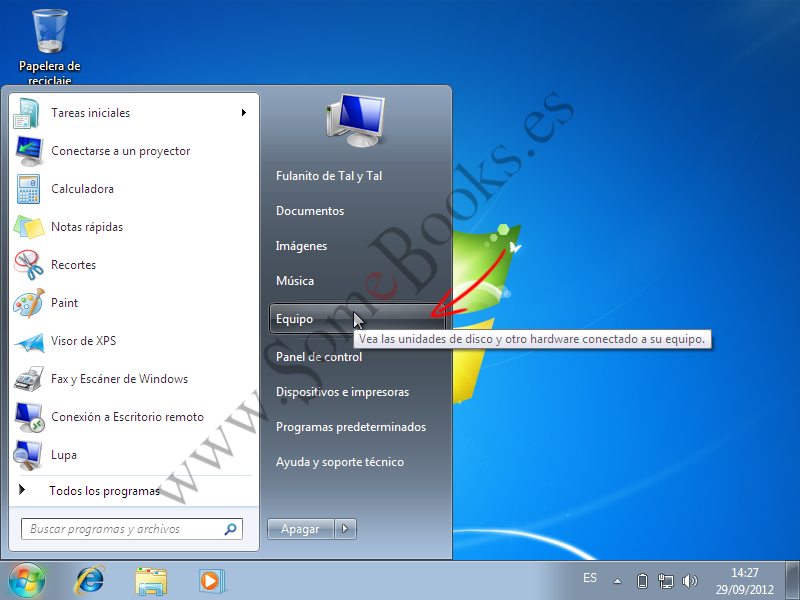 Papelera de
reciclaje
Tareas iniciales
Conectarse a un proyector
Calculadora
Notas rápidas
Recortes
Paint
Visor de XPS
Fax y Escáner de Windows
Conexión a Escritorio remoto
Lupa
Todos los programas
Buscar programas y archivos
Fulanito de Tal y Tal
Documentos
Imágenes
Música
Equipo
Vea las unidades de disco y otro hardware conectado a su equipo.
Panel de control
Dispositivos e impresoras
Programas predeterminados
Ayuda y soporte técnico
Apagar
www.SomeBooks.es
ES
14:27
29/09/2012